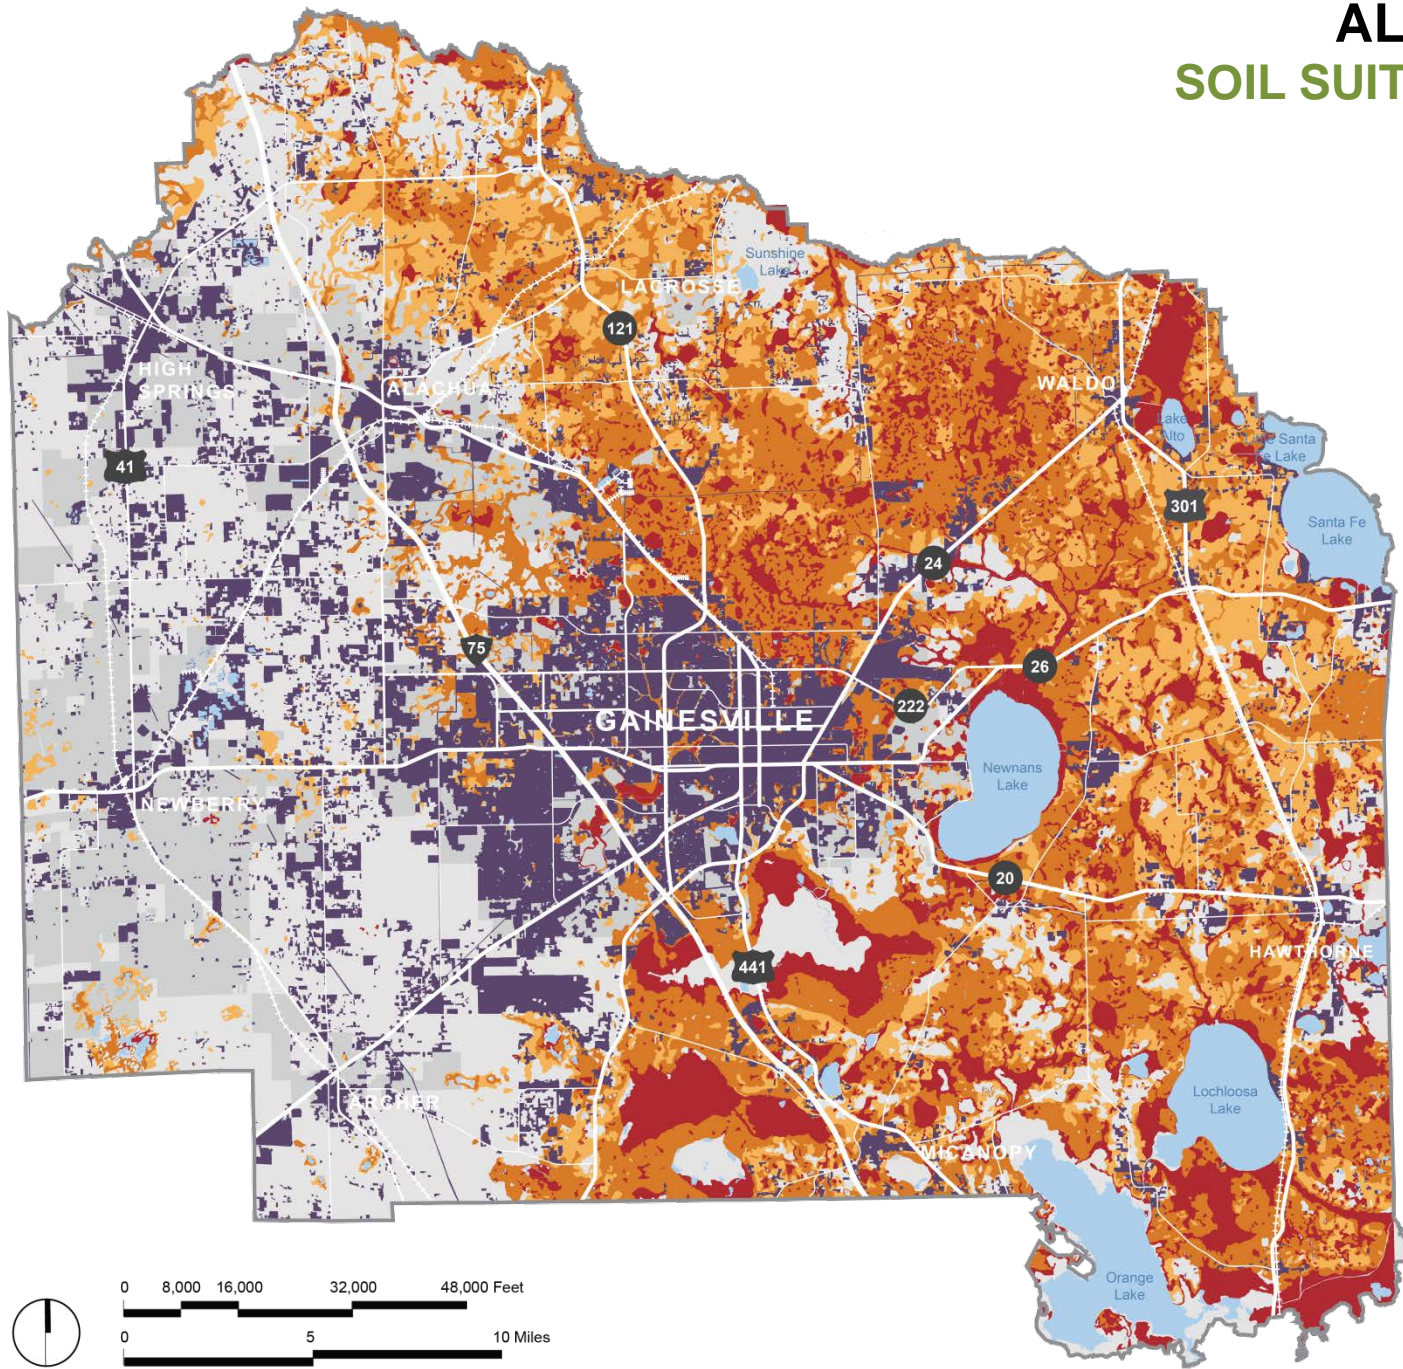 AL
SOIL SUIT
Sunshine
Lake
LACROSSE
121
HIGH
SPRINGS
ALACHUA
WALDO
Lake
Alto
Little Santa
Fe Lake
41
301
Santa Fe
Lake
24
75
26
222
GAINESVILLE
Newnans
Lake
NEWBERRY
20
HAWTHORNE
441
Lochloosa
Lake
ARCHER
MICANOPY
Orange
Lake
0 8,000 16,000 32,000 48,000 Feet
0 5 10 Miles